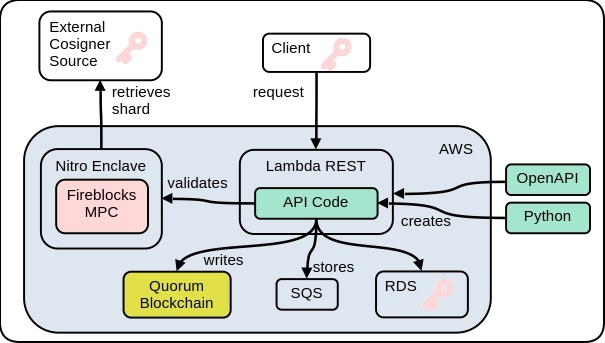 External
Cosigner
Source
Client
retrieves
shard
request
AWS
Nitro Enclave
Lambda REST
OpenAPI
validates
Fireblocks
MPC
API Code
Python
creates
writes
stores
Quorum
Blockchain
SQS
RDS